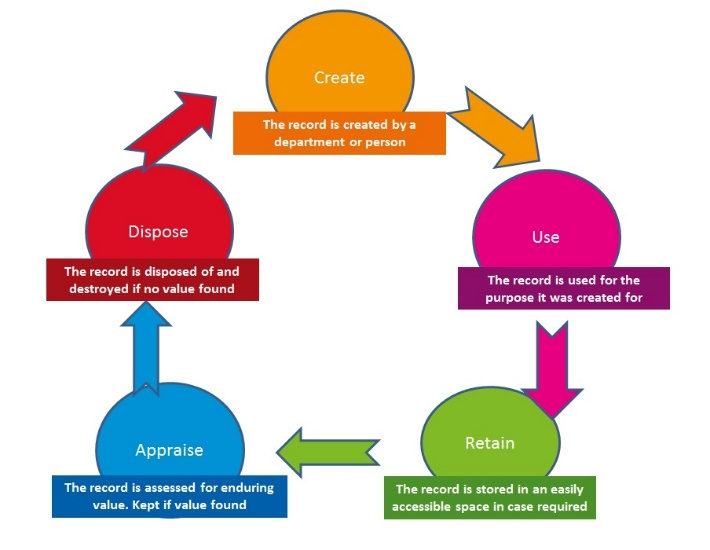 Create
The record is created by a
department or person
Use
The record is used for the
purpose it was created for
Retain
The record is stored in an easily
accessible space in case required
Appraise
The record is assessed for enduring
value. Kept if value found
Dispose
The record is disposed of and
destroyed if no value found